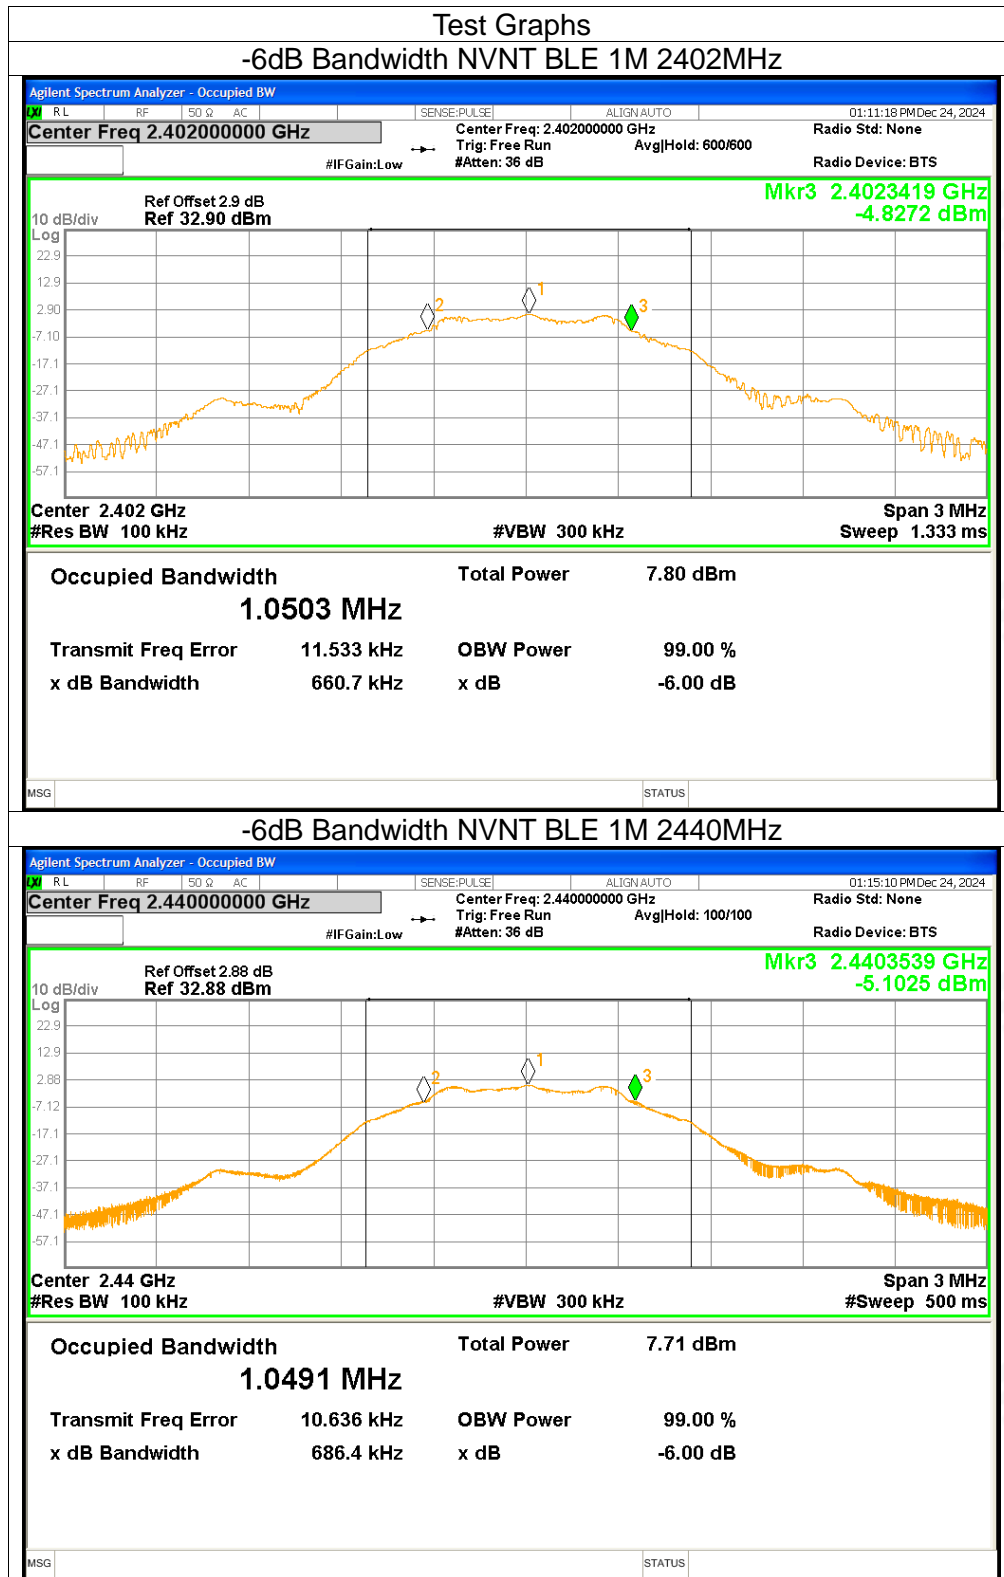 Test Graphs
-6dB Bandwidth NVNT BLE 1M 2402MHz
Agilent Spectrum Analyzer - Occupied BW
LXI RL RF 50 Ω AC SENSE:PULSE ALIGN AUTO 01:11:18 PM Dec 24, 2024
Center Freq 2.402000000 GHz Center Freq: 2.402000000 GHz Radio Std: None
Trig: Free Run Avg|Hold: 600/600
#IFGain:Low #Atten: 36 dB Radio Device: BTS
Mkr3 2.4023419 GHz
Ref Offset 2.9 dB -4.8272 dBm
10 dB/div Ref 32.90 dBm
Log
22.9
12.9
1
2 3
2.90
-7.10
-17.1
-27.1
-37.1
-47.1
-57.1
Center 2.402 GHz Span 3 MHz
#Res BW 100 kHz #VBW 300 kHz Sweep 1.333 ms
Occupied Bandwidth Total Power 7.80 dBm
1.0503 MHz
Transmit Freq Error 11.533 kHz OBW Power 99.00 %
x dB Bandwidth 660.7 kHz x dB -6.00 dB
MSG STATUS
-6dB Bandwidth NVNT BLE 1M 2440MHz
Agilent Spectrum Analyzer - Occupied BW
LXI RL RF 50 Ω AC SENSE:PULSE ALIGN AUTO 01:15:10 PM Dec 24, 2024
Center Freq 2.440000000 GHz Center Freq: 2.440000000 GHz Radio Std: None
Trig: Free Run Avg|Hold: 100/100
#IFGain:Low #Atten: 36 dB Radio Device: BTS
Mkr3 2.4403539 GHz
Ref Offset 2.88 dB -5.1025 dBm
10 dB/div Ref 32.88 dBm
Log
22.9
12.9
1
2 3
2.88
-7.12
-17.1
-27.1
-37.1
-47.1
-57.1
Center 2.44 GHz Span 3 MHz
#Res BW 100 kHz #VBW 300 kHz #Sweep 500 ms
Occupied Bandwidth Total Power 7.71 dBm
1.0491 MHz
Transmit Freq Error 10.636 kHz OBW Power 99.00 %
x dB Bandwidth 686.4 kHz x dB -6.00 dB
MSG STATUS